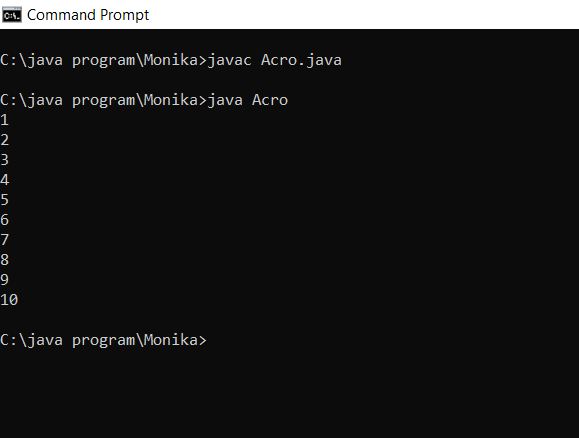 Command Prompt
C:\java program\Monika>javac Acro.java
C:\java program\Monika>java Acro
1
2
3
4
5
6
7
8
9
10
C:\java program\Monika>